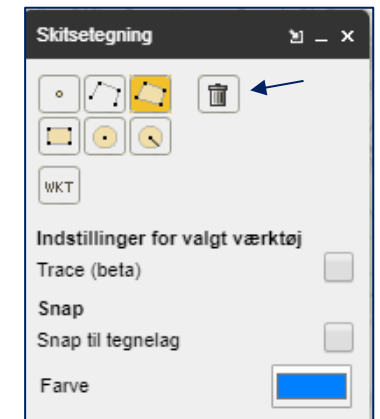 Skitsetegning
WKT
Indstillinger for valgt værktøj
Trace (beta)
Snap
Snap til tegnelag
Farve